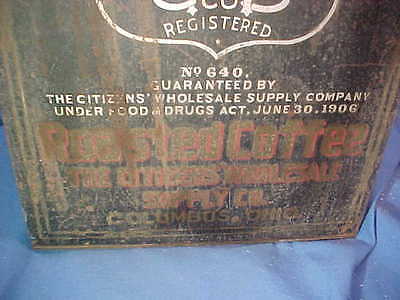 CUP
REGISTERED
No 640.
GUARANTEED BY
THE CITIZENS' WHOLESALE SUPPLY COMPANY
UNDER FOOD & DRUGS ACT, JUNE 30, 1906
Roasted Coffee
THE CITIZENS WHOLESALE
SUPPLY CO.
COLUMBUS, OHIO